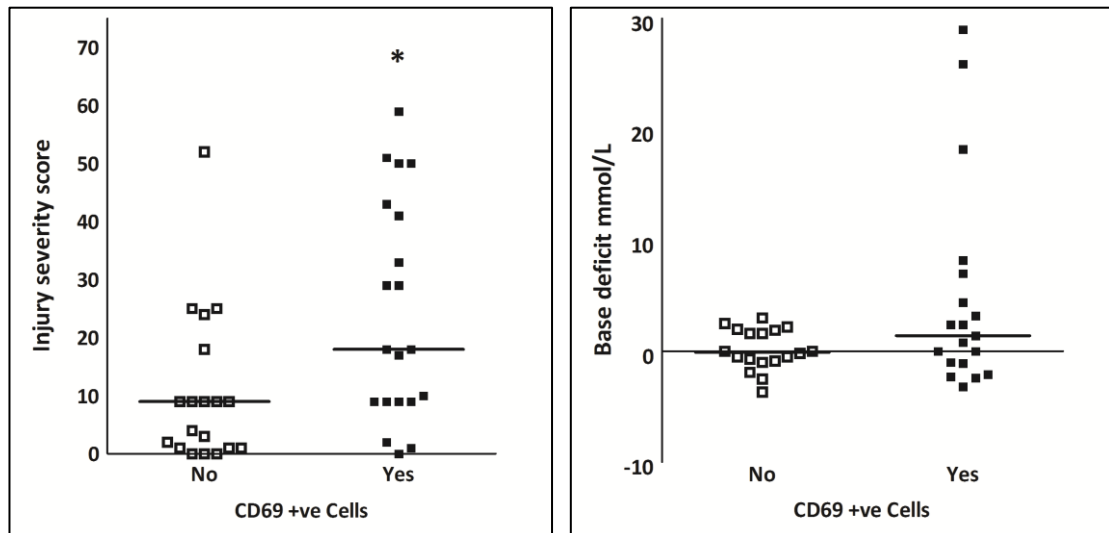 70
60
50
40
30
20
10
0
Injury severity score
*
No
Yes
CD69 +ve Cells
30
20
10
0
-10
Base deficit mmol/L
No
Yes
CD69 +ve Cells